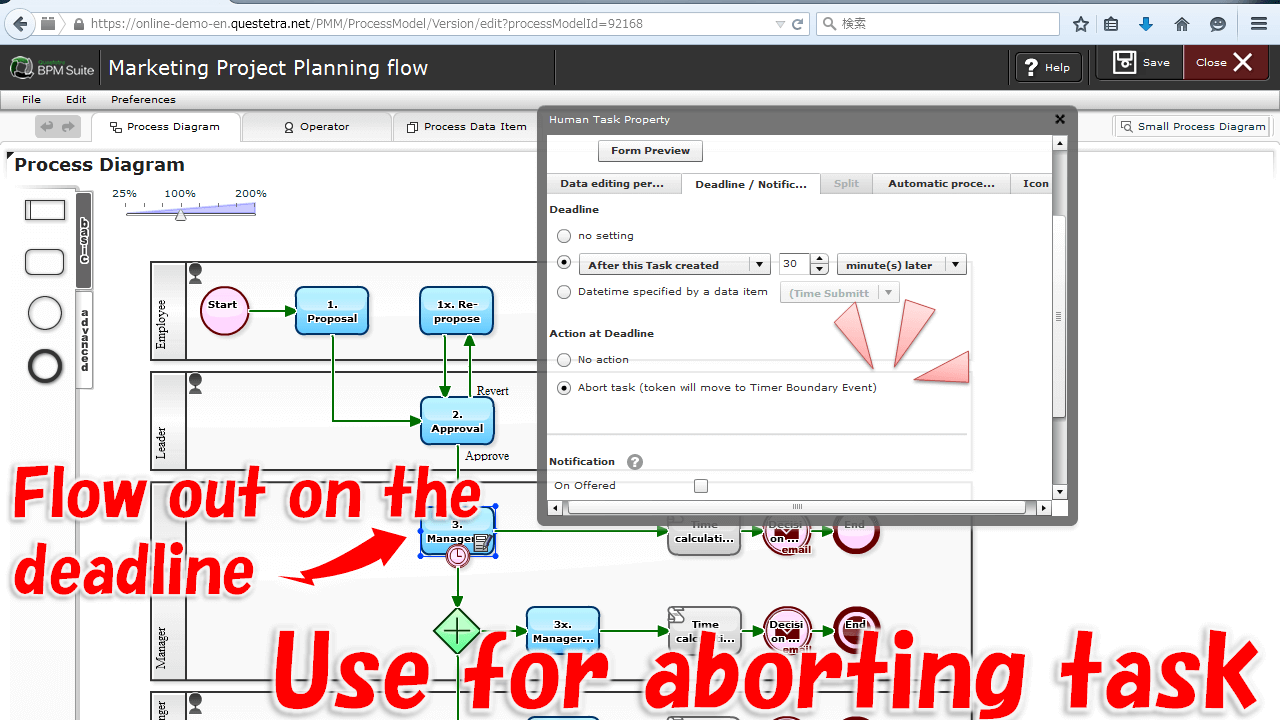 https://online-demo-en.questetra.net/PMM/ProcessModel/Version/edit?processModelId=92168
検索
BPM Suite
Marketing Project Planning flow
Help
Save
Close
File
Edit
Preferences
Process Diagram
Operator
Process Data Item
Small Process Diagram
Process Diagram
25%
100%
200%
basic
advanced
Human Task Property
Form Preview
Data editing per...
Deadline / Notific...
Split
Automatic proce...
Icon
Deadline
no setting
After this Task created
30
minute(s) later
Datetime specified by a data item
(Time Submitt
Action at Deadline
No action
Abort task (token will move to Timer Boundary Event)
Notification
On Offered
Employee
Start
1.
Proposal
1x. Re-
propose
Revert
Leader
2.
Approval
Approve
Flow out on the
deadline
Manager
3.
Manager
Time
calculati...
Decisi
on ...
email
End
3x.
Manager...
Time
Decisi
on ...
email
End
Use for aborting task